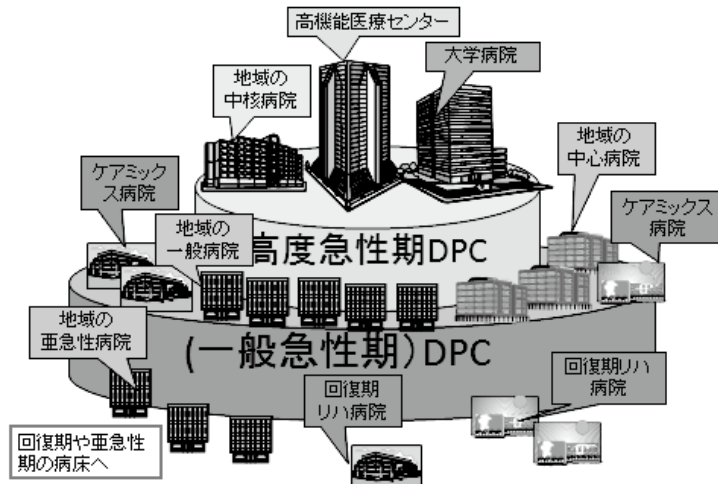 高機能医療センター
大学病院
地域の
中核病院
地域の
中心病院
ケアミック
ス病院
ケアミックス
病院
地域の
一般病院
高度急性期DPC
地域の
亜急性病院
(一般急性期)DPC
回復期
リハ病院
回復期リハ
病院
回復期や亜急性
期の病床へ